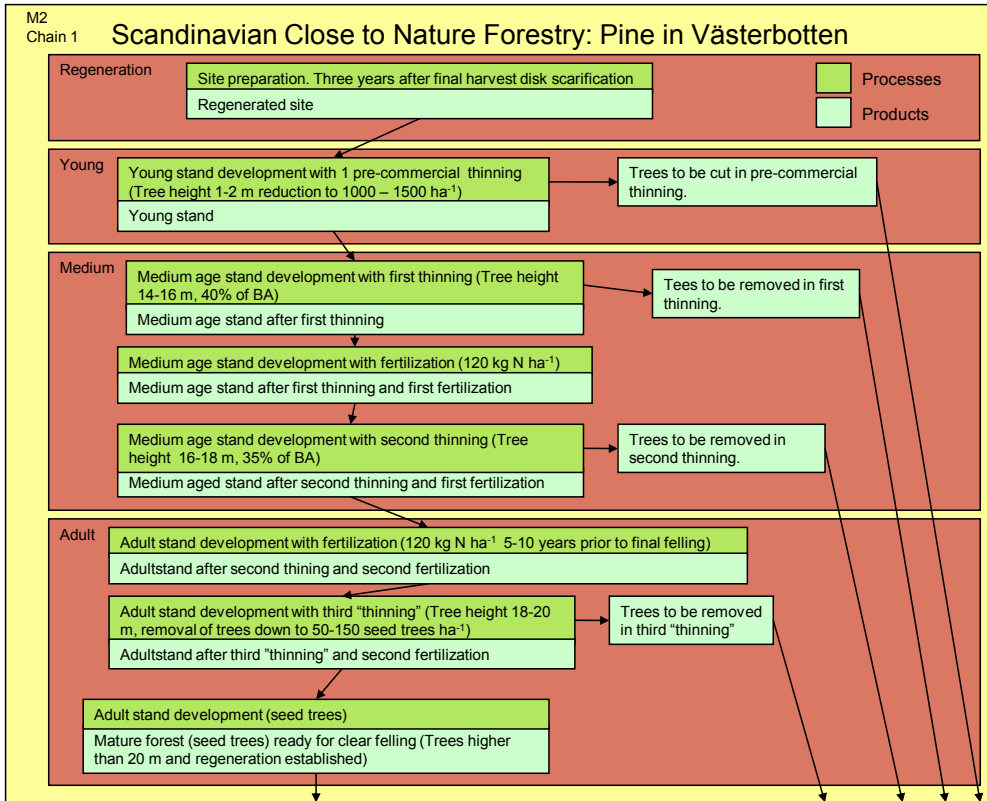 M2
Chain 1
Scandinavian Close to Nature Forestry: Pine in Västerbotten
Regeneration
Site preparation. Three years after final harvest disk scarification
Regenerated site
Processes
Products
Young
Young stand development with 1 pre-commercial thinning
(Tree height 1-2 m reduction to 1000 – 1500 ha⁻¹)
Young stand
Trees to be cut in pre-commercial
thinning.
Medium
Medium age stand development with first thinning (Tree height
14-16 m, 40% of BA)
Medium age stand after first thinning
Tees to be removed in first
thinning.
Medium age stand development with fertilization (120 kg N ha⁻¹)
Medium age stand after first thinning and first fertilization
Medium age stand development with second thinning (Tree
height 16-18 m, 35% of BA)
Medium aged stand after second thinning and first fertilization
Trees to be removed in
second thinning.
Adult
Adult stand development with fertilization (120 kg N ha⁻¹ 5-10 years prior to final felling)
Adultstand after second thining and second fertilization
Adult stand development with third “thinning” (Tree height 18-20
m, removal of trees down to 50-150 seed trees ha⁻¹)
Adultstand after third ”thinning” and second fertilization
Trees to be removed
in third “thinning”
Adult stand development (seed trees)
Mature forest (seed trees) ready for clear felling (Trees higher
than 20 m and regeneration established)